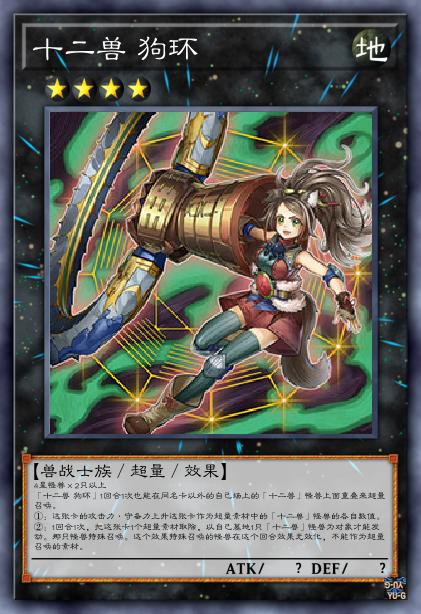 十二兽 狗环
地
【兽战士族／超量／效果】
4星怪兽×2只以上
「十二兽 狗环」1回合1次也能在同名卡以外的自己场上的「十二兽」怪兽上面重叠来超量
召唤。
①：这张卡的攻击力·守备力上升这张卡作为超量素材中的「十二兽」怪兽的各自数值。
②：1回合1次，把这张卡1个超量素材取除，以自己墓地1只「十二兽」怪兽为对象才能发
动。那只怪兽特殊召唤。这个效果特殊召唤的怪兽在这个回合效果无效化，不能作为超量
召唤的素材。
ATK／ ? DEF／ ?